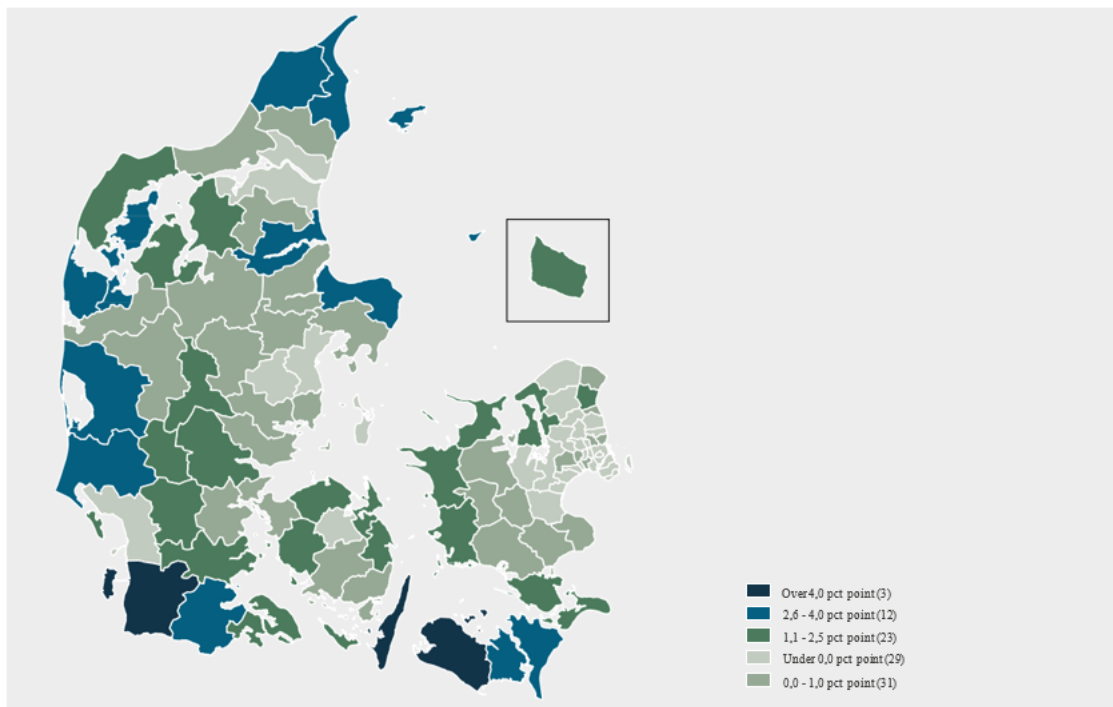 Over 4,0 pct point (3)
2,6 - 4,0 pct point (12)
1,1 - 2,5 pct point (23)
Under 0,0 pct point (29)
0,0 - 1,0 pct point (31)